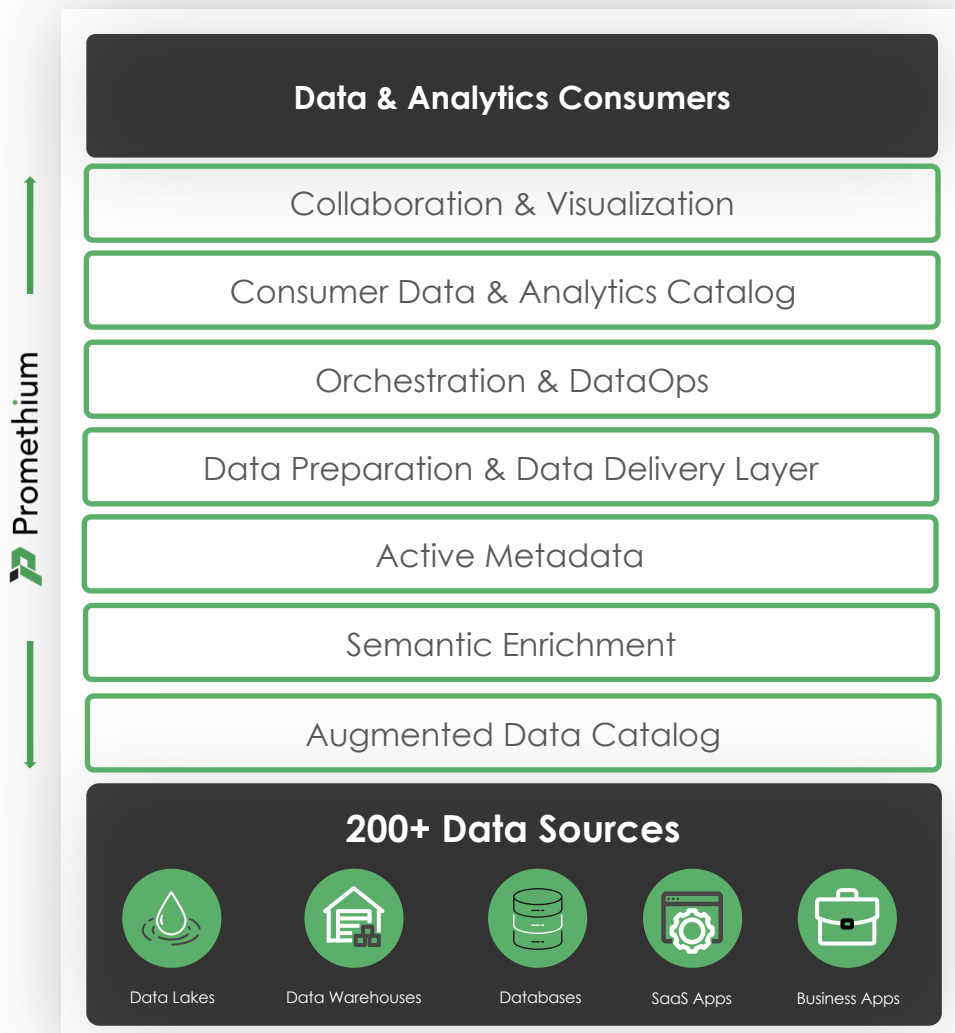 Data & Analytics Consumers
Collaboration & Visualization
Consumer Data & Analytics Catalog
Orchestration & DataOps
Data Preparation & Data Delivery Layer
Active Metadata
Semantic Enrichment
Augmented Data Catalog
Promethium
200+ Data Sources
Data Lakes
Data Warehouses
Databases
SaaS Apps
Business Apps